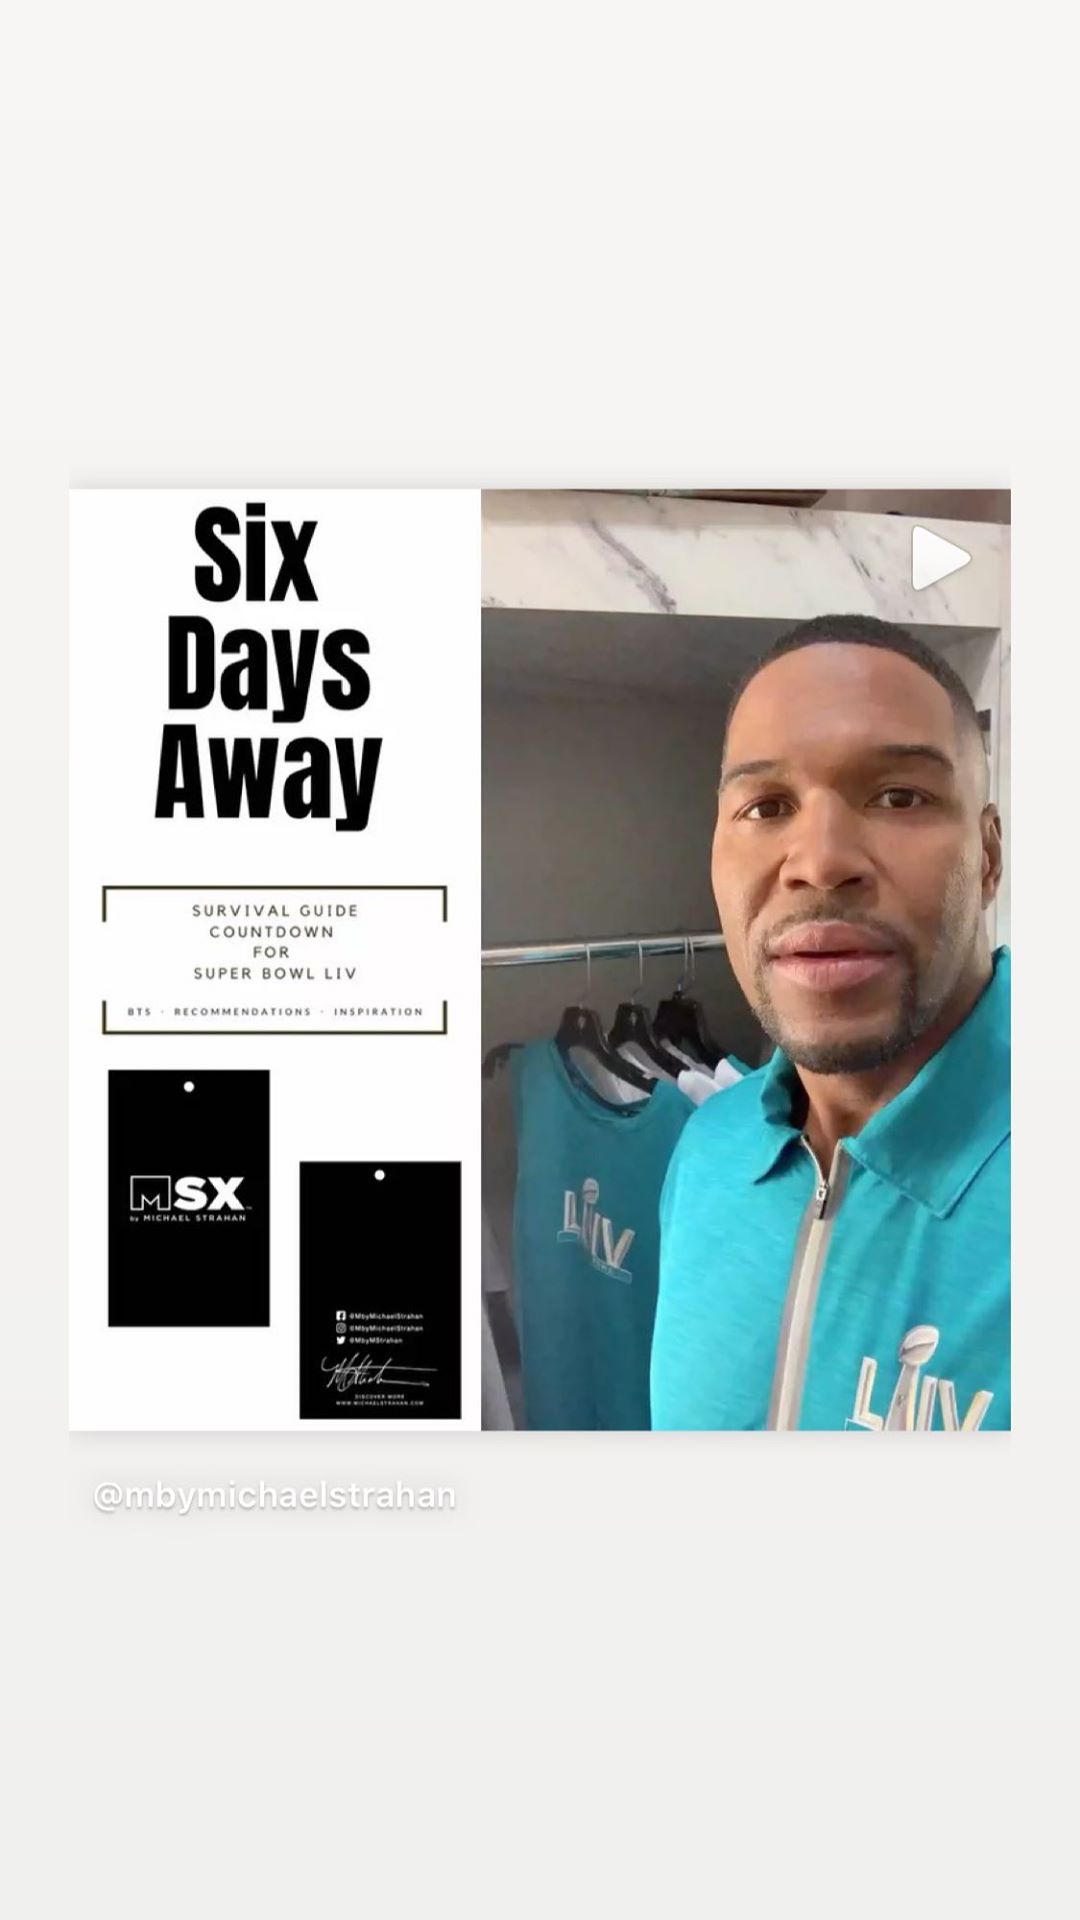 Six
Days
Away
SURVIVAL GUIDE
COUNTDOWN
FOR
SUPER BOWL LIV
BTS · RECOMMENDATIONS · INSPIRATION
MSX™
by MICHAEL STRAHAN
@MbyMichaelStrahan
@MbyMichaelStrahan
@MbyMStrahan
DISCOVER MORE
WWW.MICHAELSTRAHAN.COM
LIV
LIV
@mbymichaelstrahan